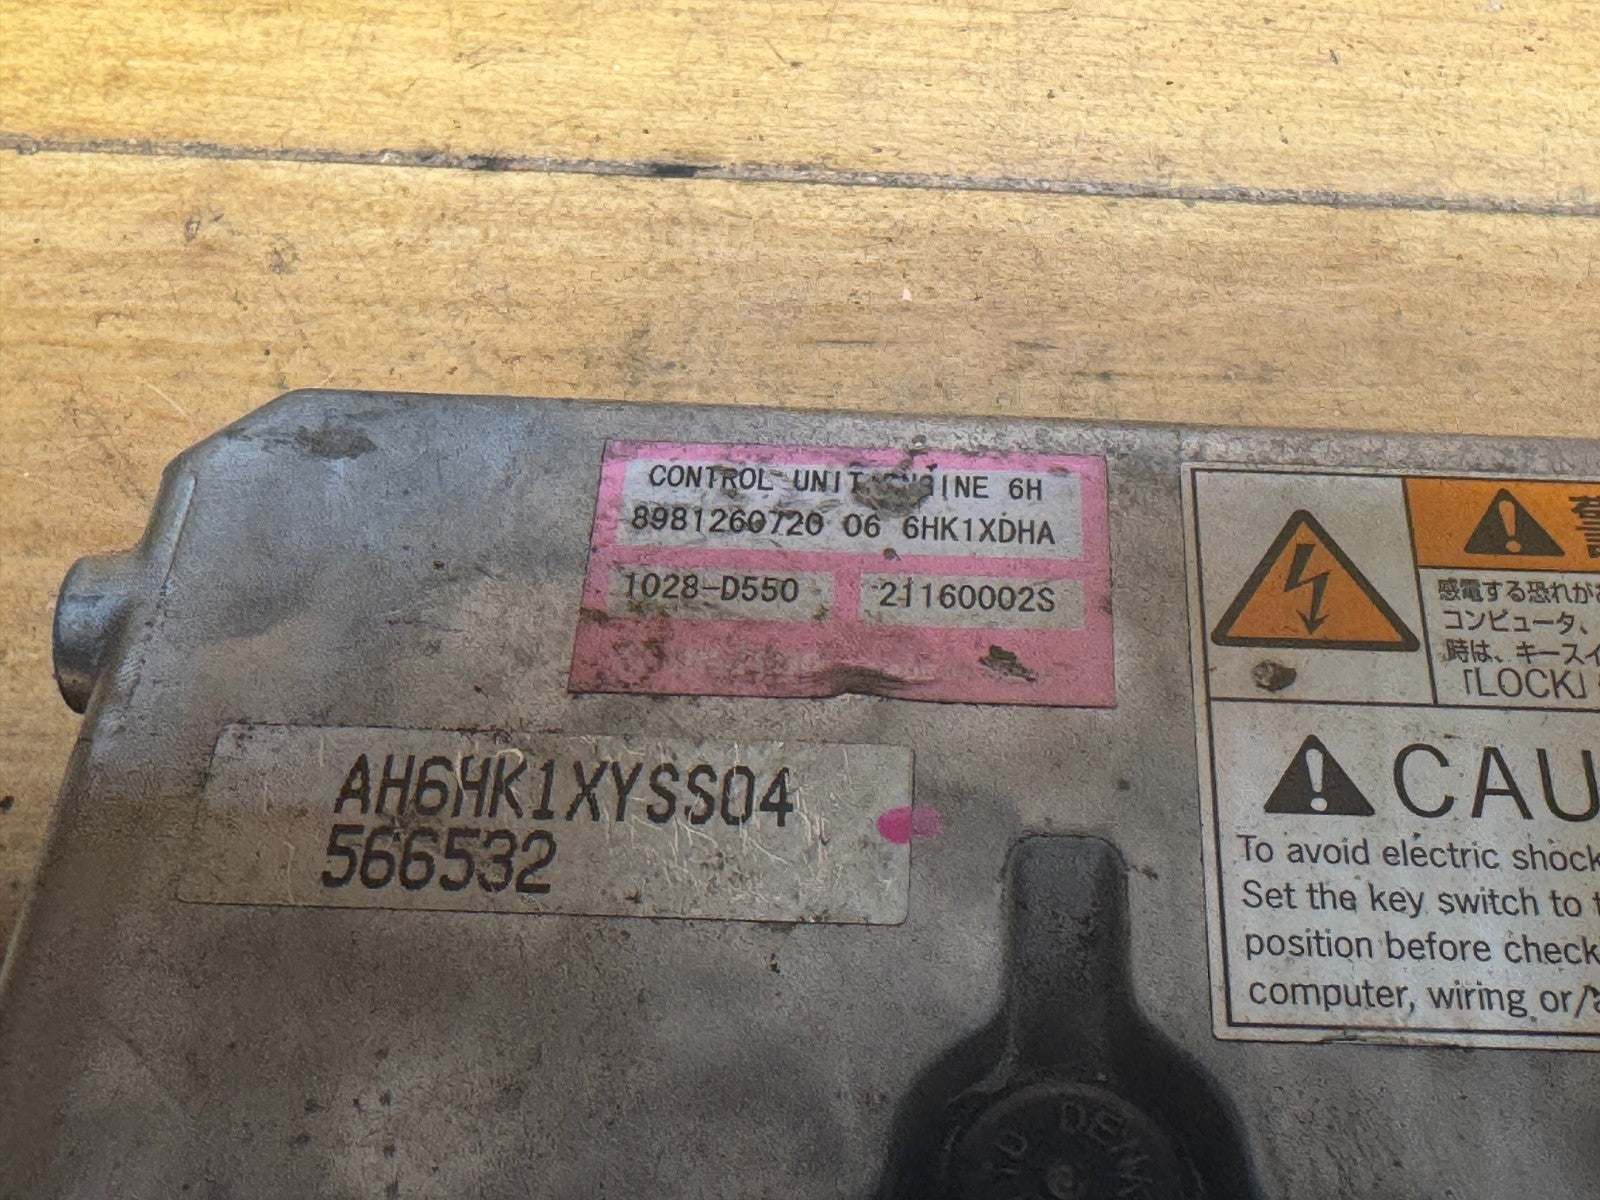 CONTROL UNIT ENGINE 6H
8981260720 06 6HK1XDHA
1028-D550
21160002S
AH6HK1XYSS04
566532
感電する恐れが
コンピュータ、
時は、キースイ
「LOCK」
CAU
To avoid electric shock
Set the key switch to
position before check
computer, wiring or/
DENS